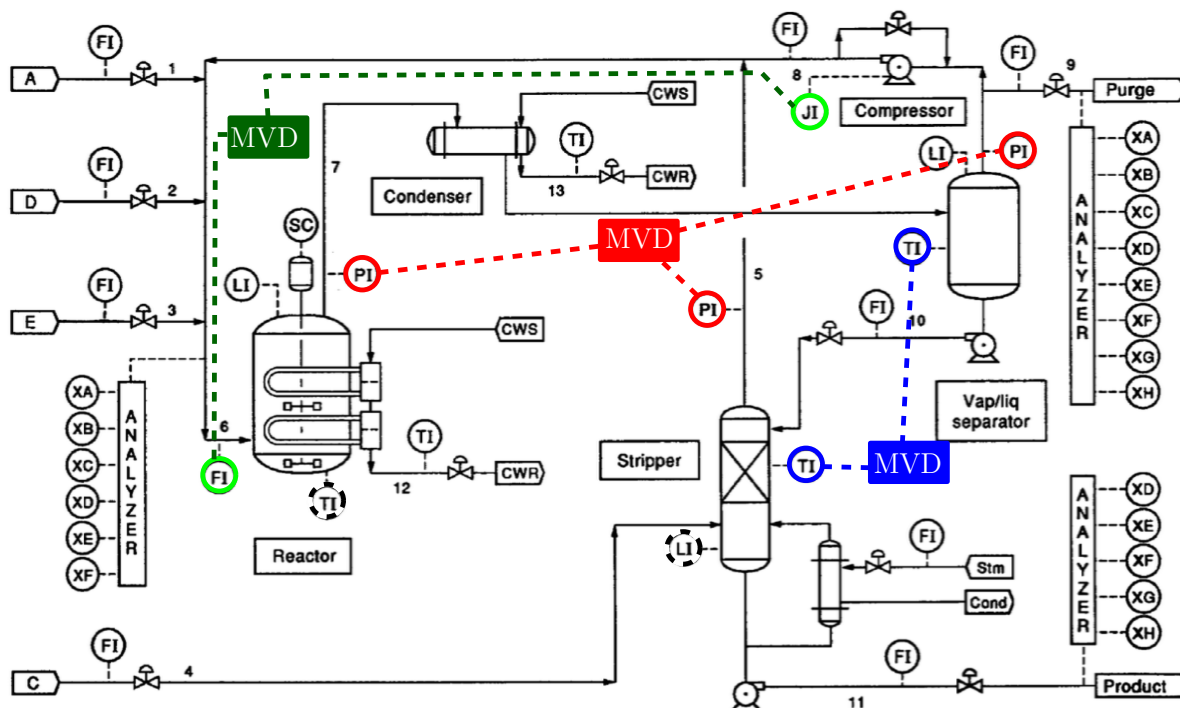 FI
FI
8
FI
9
A
1
CWS
JI
Compressor
Purge
MVD
FI
7
TI
LI
PI
XA
XB
XC
XD
XE
XF
XG
XH
ANALYZER
D
2
13
CWR
Condenser
SC
MVD
TI
FI
LI
PI
5
PI
E
3
CWS
FI
10
XA
XB
XC
XD
XE
XF
ANALYZER
6
FI
TI
TI
12
CWR
Reactor
Vap/liq
separator
Stripper
TI
MVD
LI
FI
Stm
Cond
XD
XE
XF
XG
XH
ANALYZER
FI
C
4
FI
11
Product